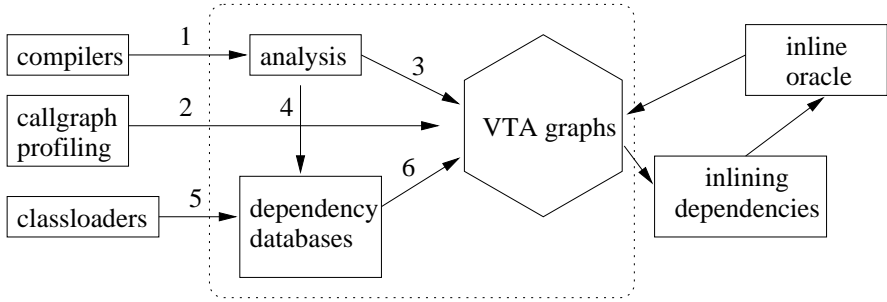 compilers
1
analysis
3
inline
oracle
callgraph
profiling
2
4
VTA graphs
classloaders
5
dependency
databases
6
inlining
dependencies